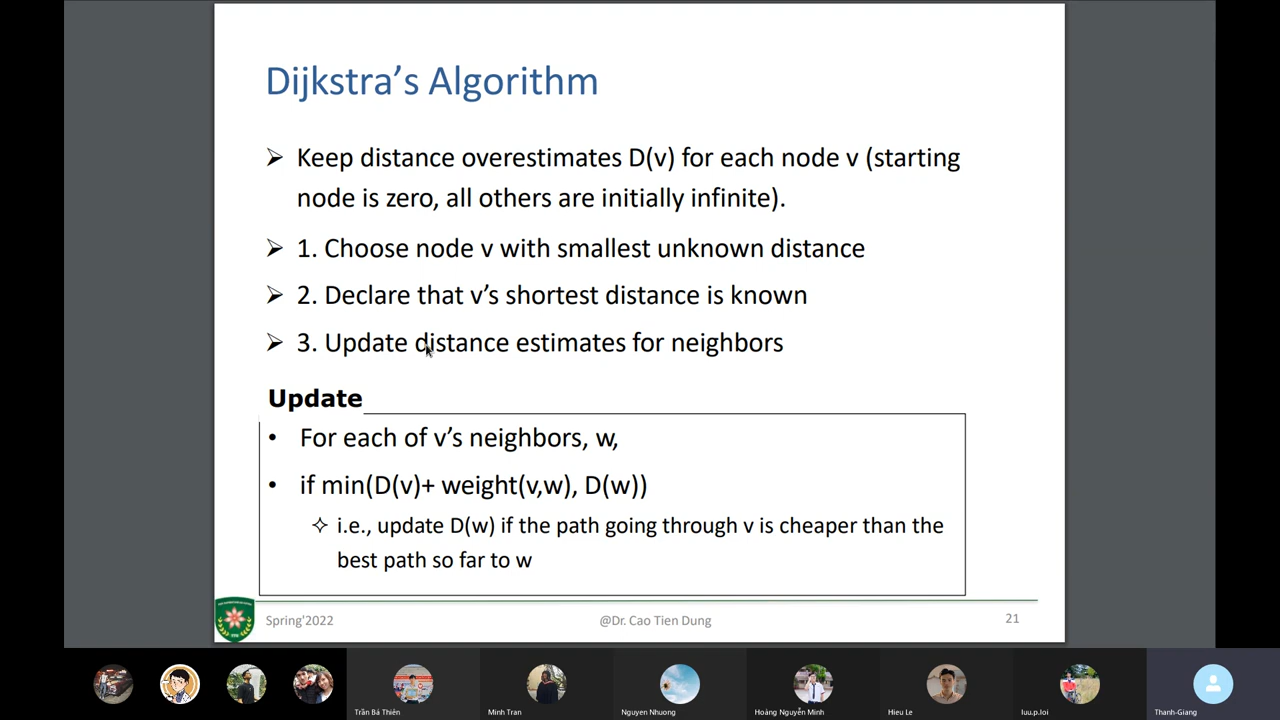 Dijkstra’s Algorithm
➢ Keep distance overestimates D(v) for each node v (starting
node is zero, all others are initially infinite).
➢ 1. Choose node v with smallest unknown distance
➢ 2. Declare that v’s shortest distance is known
➢ 3. Update distance estimates for neighbors
Update
• For each of v’s neighbors, w,
• if min(D(v)+ weight(v,w), D(w))
✧ i.e., update D(w) if the path going through v is cheaper than the
best path so far to w
Spring'2022
@Dr. Cao Tien Dung
21
Trần Bá Thiên
Minh Tran
Nguyen Nhuong
Hoàng Nguyễn Minh
Hieu Le
luu.p.loi
Thanh-Giang